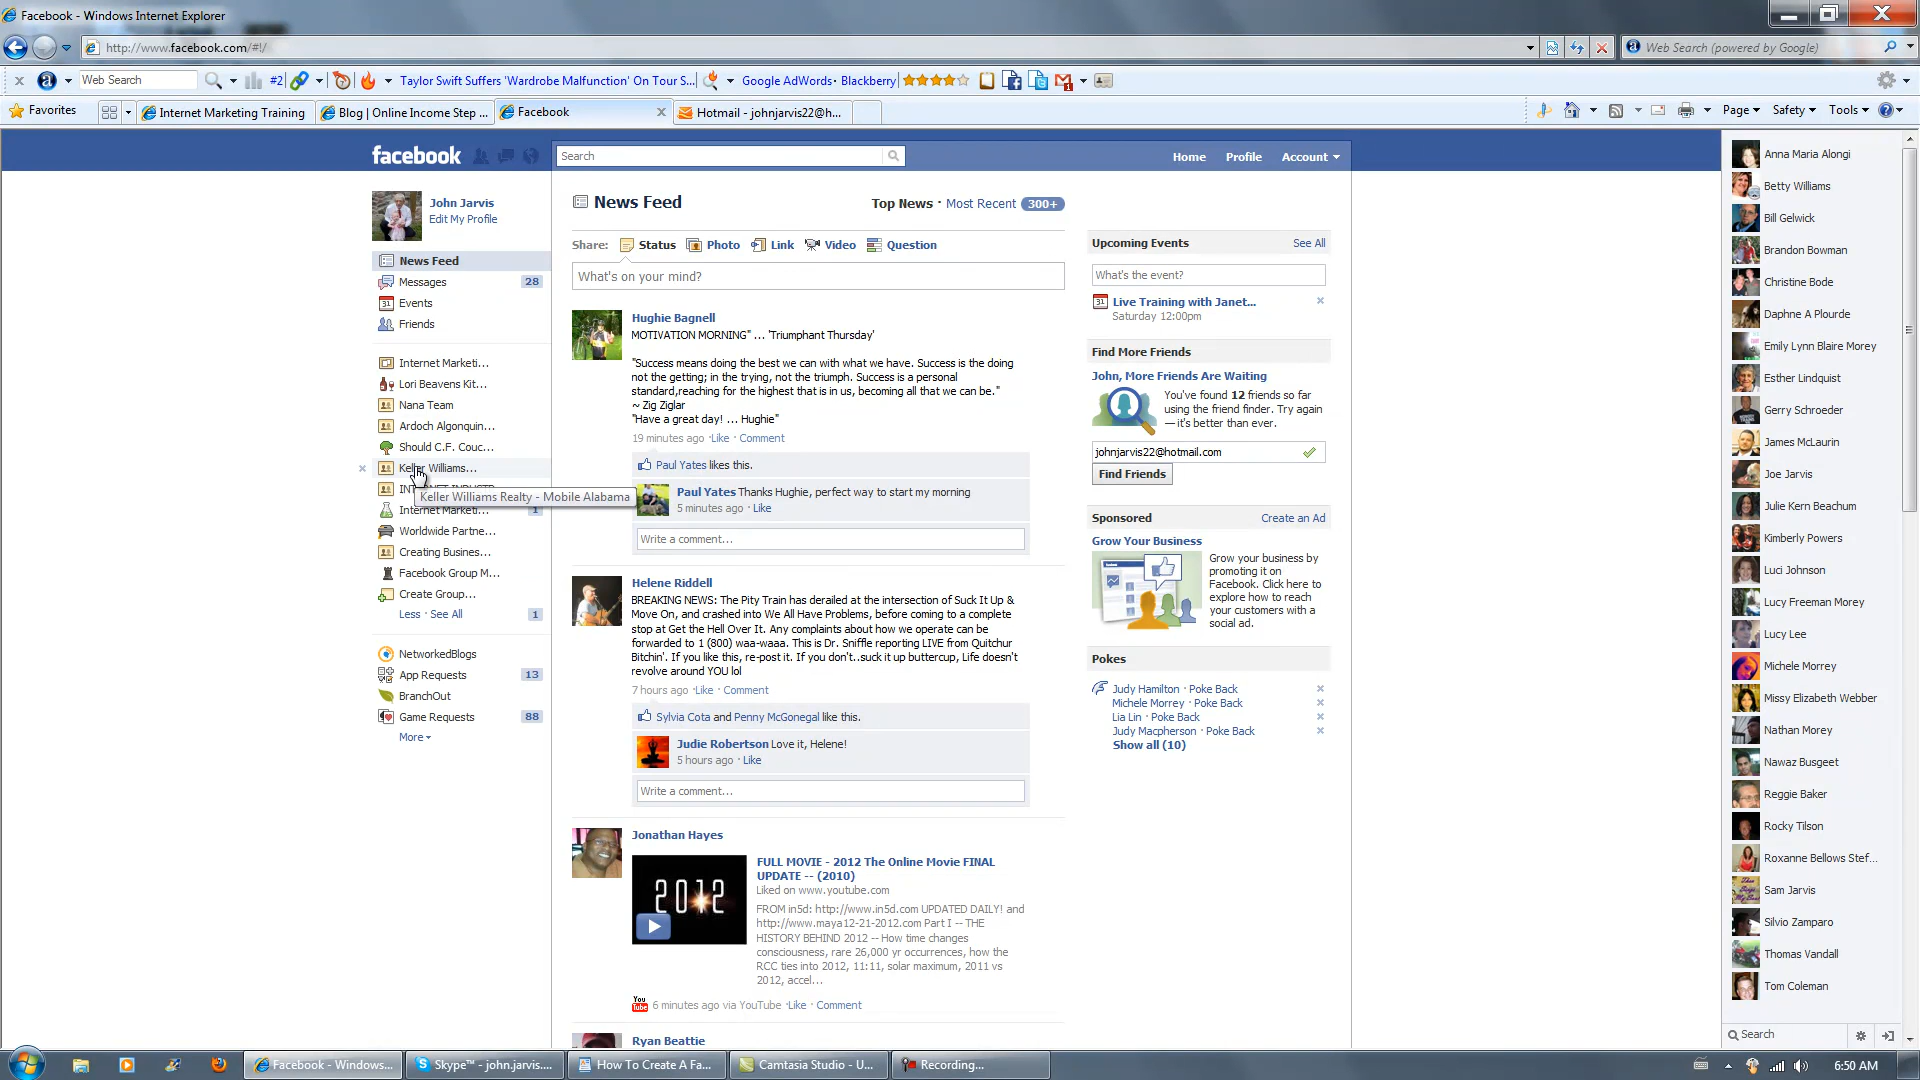 Facebook - Windows Internet Explorer
http://www.facebook.com/#!/
Web Search (powered by Google)
Web Search
#2
Taylor Swift Suffers 'Wardrobe Malfunction' On Tour S...
Google AdWords· Blackberry
Favorites
Internet Marketing Training
Blog | Online Income Step ...
Facebook
Hotmail - johnjarvis22@h...
Page
Safety
Tools
facebook
Search
Home
Profile
Account
John Jarvis
Edit My Profile
News Feed
Messages 28
Events
Friends
Internet Marketi...
Lori Beavens Kit...
Nana Team
Ardoch Algonquin...
Should C.F. Couc...
Keller Williams...
Keller Williams Realty - Mobile Alabama
Internet Marketi... 1
Worldwide Partne...
Creating Busines...
Facebook Group M...
Create Group...
Less · See All 1
NetworkedBlogs
App Requests 13
BranchOut
Game Requests 88
More
News Feed
Top News · Most Recent 300+
Share: Status Photo Link Video Question
What's on your mind?
Hughie Bagnell
MOTIVATION MORNING" ... 'Triumphant Thursday'
"Success means doing the best we can with what we have. Success is the doing
not the getting; in the trying, not the triumph. Success is a personal
standard,reaching for the highest that is in us, becoming all that we can be."
~ Zig Ziglar
"Have a great day! ... Hughie"
19 minutes ago ·Like · Comment
Paul Yates likes this.
Paul Yates Thanks Hughie, perfect way to start my morning
5 minutes ago · Like
Write a comment...
Helene Riddell
BREAKING NEWS: The Pity Train has derailed at the intersection of Suck It Up &
Move On, and crashed into We All Have Problems, before coming to a complete
stop at Get the Hell Over It. Any complaints about how we operate can be
forwarded to 1 (800) waa-waaa. This is Dr. Sniffle reporting LIVE from Quitchur
Bitchin'. If you like this, re-post it. If you don't..suck it up buttercup, Life doesn't
revolve around YOU lol
7 hours ago ·Like · Comment
Sylvia Cota and Penny McGonegal like this.
Judie Robertson Love it, Helene!
5 hours ago · Like
Write a comment...
Jonathan Hayes
2012
FULL MOVIE - 2012 The Online Movie FINAL
UPDATE -- (2010)
Liked on www.youtube.com
FROM in5d: http://www.in5d.com UPDATED DAILY! and
http://www.maya12-21-2012.com Part I -- THE
HISTORY BEHIND 2012 -- How time changes
consciousness, rare 26,000 yr occurrences, how the
RCC ties into 2012, 11:11, solar maximum, 2011 vs
2012, accel...
You Tube
6 minutes ago via YouTube ·Like · Comment
Ryan Beattie
Upcoming Events See All
What's the event?
31 Live Training with Janet...
Saturday 12:00pm
Find More Friends
John, More Friends Are Waiting
You've found 12 friends so far
using the friend finder. Try again
— it's better than ever.
johnjarvis22@hotmail.com
Find Friends
Sponsored Create an Ad
Grow Your Business
Grow your business by
promoting it on
Facebook. Click here to
explore how to reach
your customers with a
social ad.
Pokes
Judy Hamilton · Poke Back
Michele Morrey · Poke Back
Lia Lin · Poke Back
Judy Macpherson · Poke Back
Show all (10)
Anna Maria Alongi
Betty Williams
Bill Gelwick
Brandon Bowman
Christine Bode
Daphne A Plourde
Emily Lynn Blaire Morey
Esther Lindquist
Gerry Schroeder
James McLaurin
Joe Jarvis
Julie Kern Beachum
Kimberly Powers
Luci Johnson
Lucy Freeman Morey
Lucy Lee
Michele Morrey
Missy Elizabeth Webber
Nathan Morey
Nawaz Busgeet
Reggie Baker
Rocky Tilson
Roxanne Bellows Stef...
Sam Jarvis
Silvio Zamparo
Thomas Vandall
Tom Coleman
Search
Facebook - Windows...
Skype™ - john.jarvis....
How To Create A Fa...
Camtasia Studio - U...
Recording...
6:50 AM